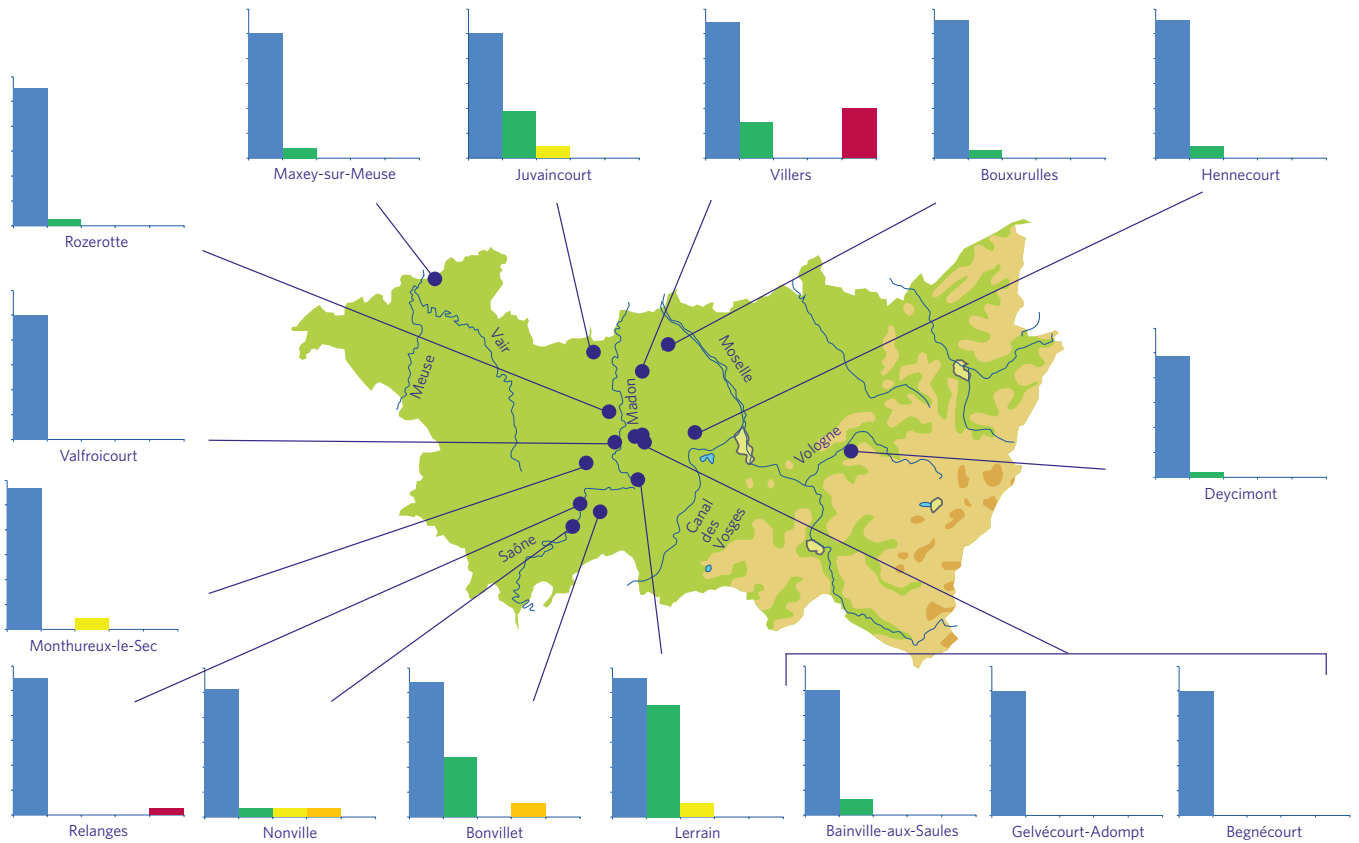 Maxey-sur-Meuse
Juvaincourt
Villers
Bouxurulles
Hennecourt
Rozerotte
Valfroicourt
Monthureux-le-Sec
Meuse
Vair
Madon
Moselle
Vologne
Saône
Canal
des
Vosges
Deycimont
Relanges
Nonville
Bonvillet
Lerrain
Bainville-aux-Saules
Gelvécourt-Adompt
Begnécourt